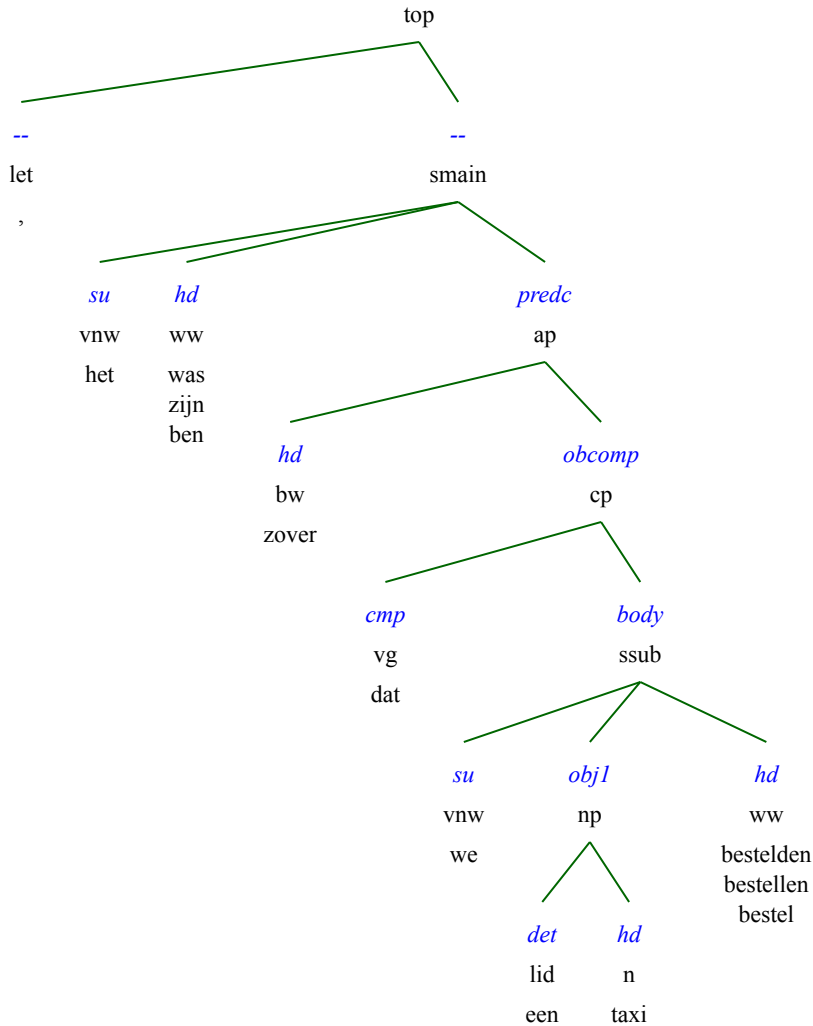 top
-- --
let smain
,
su hd predc
vnw ww ap
het was
zijn
ben
hd obcomp
bw cp
zover
cmp body
vg ssub
dat
su obj1 hd
vnw np ww
we bestelden
bestellen
bestel
det hd
lid n
een taxi